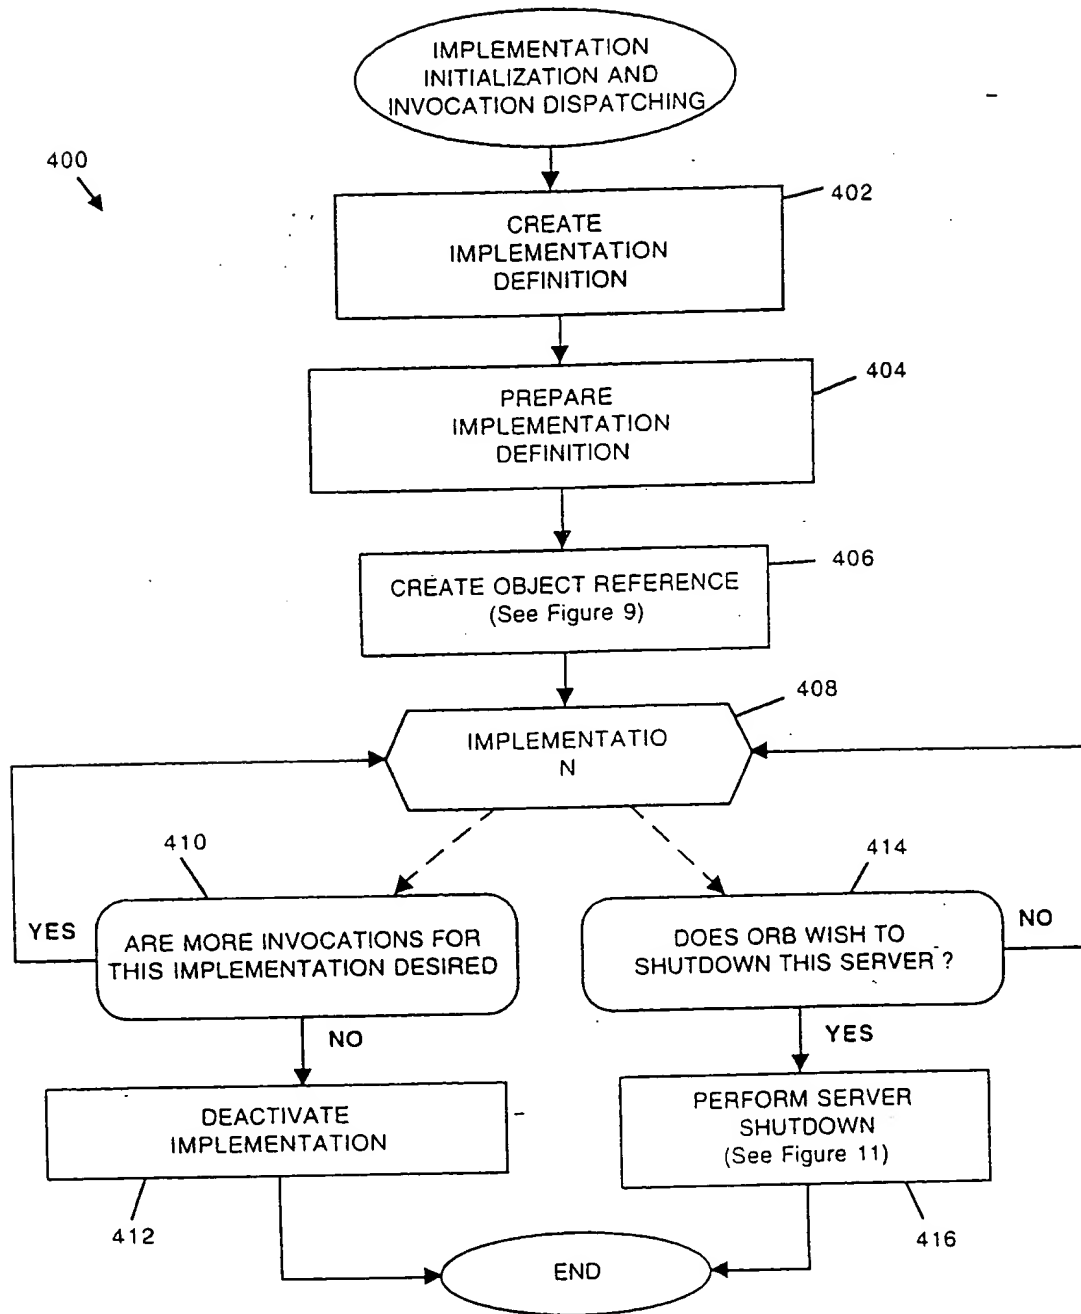 IMPLEMENTATION
INITIALIZATION AND
INVOCATION DISPATCHING
400
402
CREATE
IMPLEMENTATION
DEFINITION
404
PREPARE
IMPLEMENTATION
DEFINITION
406
CREATE OBJECT REFERENCE
(See Figure 9)
408
IMPLEMENTATIO
N
410
414
YES
ARE MORE INVOCATIONS FOR
THIS IMPLEMENTATION DESIRED
DOES ORB WISH TO
SHUTDOWN THIS SERVER ?
NO
NO
YES
DEACTIVATE
IMPLEMENTATION
PERFORM SERVER
SHUTDOWN
(See Figure 11)
412
416
END